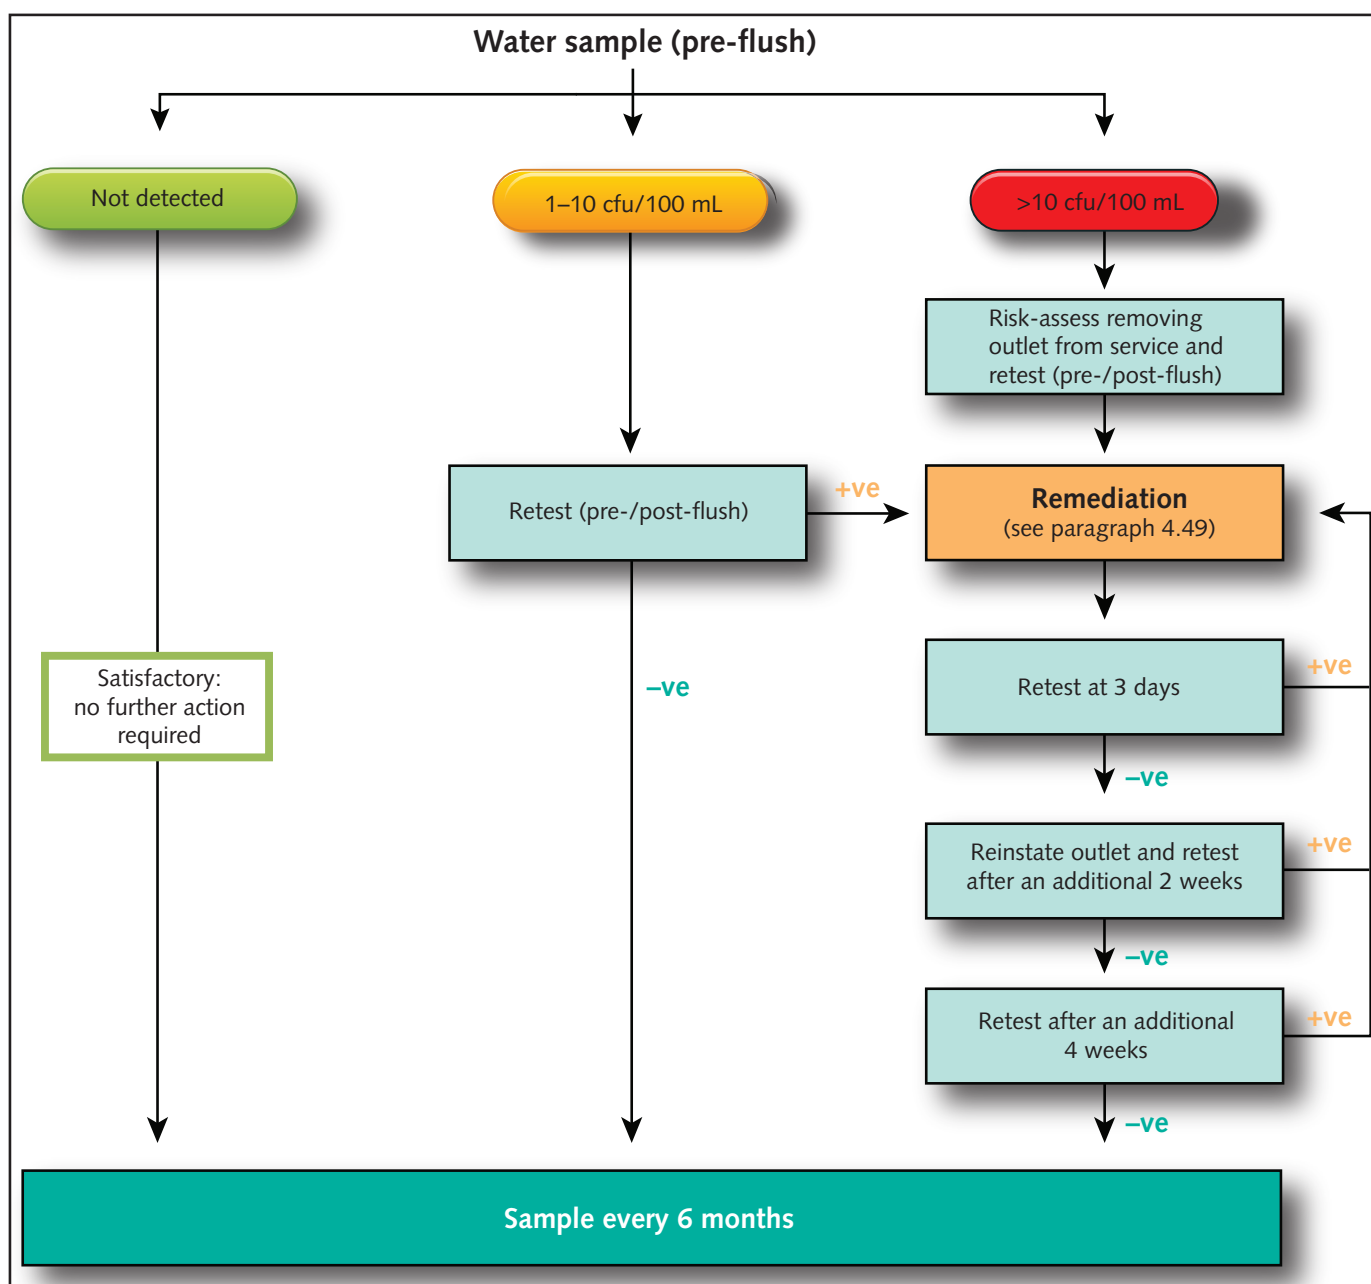 Water sample (pre-flush)
Not detected
1–10 cfu/100 mL
>10 cfu/100 mL
Risk-assess removing
outlet from service and
retest (pre-/post-flush)
Retest (pre-/post-flush)
+ve
Remediation
(see paragraph 4.49)
Satisfactory:
no further action
required
–ve
Retest at 3 days
+ve
–ve
Reinstate outlet and retest
after an additional 2 weeks
+ve
–ve
Retest after an additional
4 weeks
+ve
–ve
Sample every 6 months